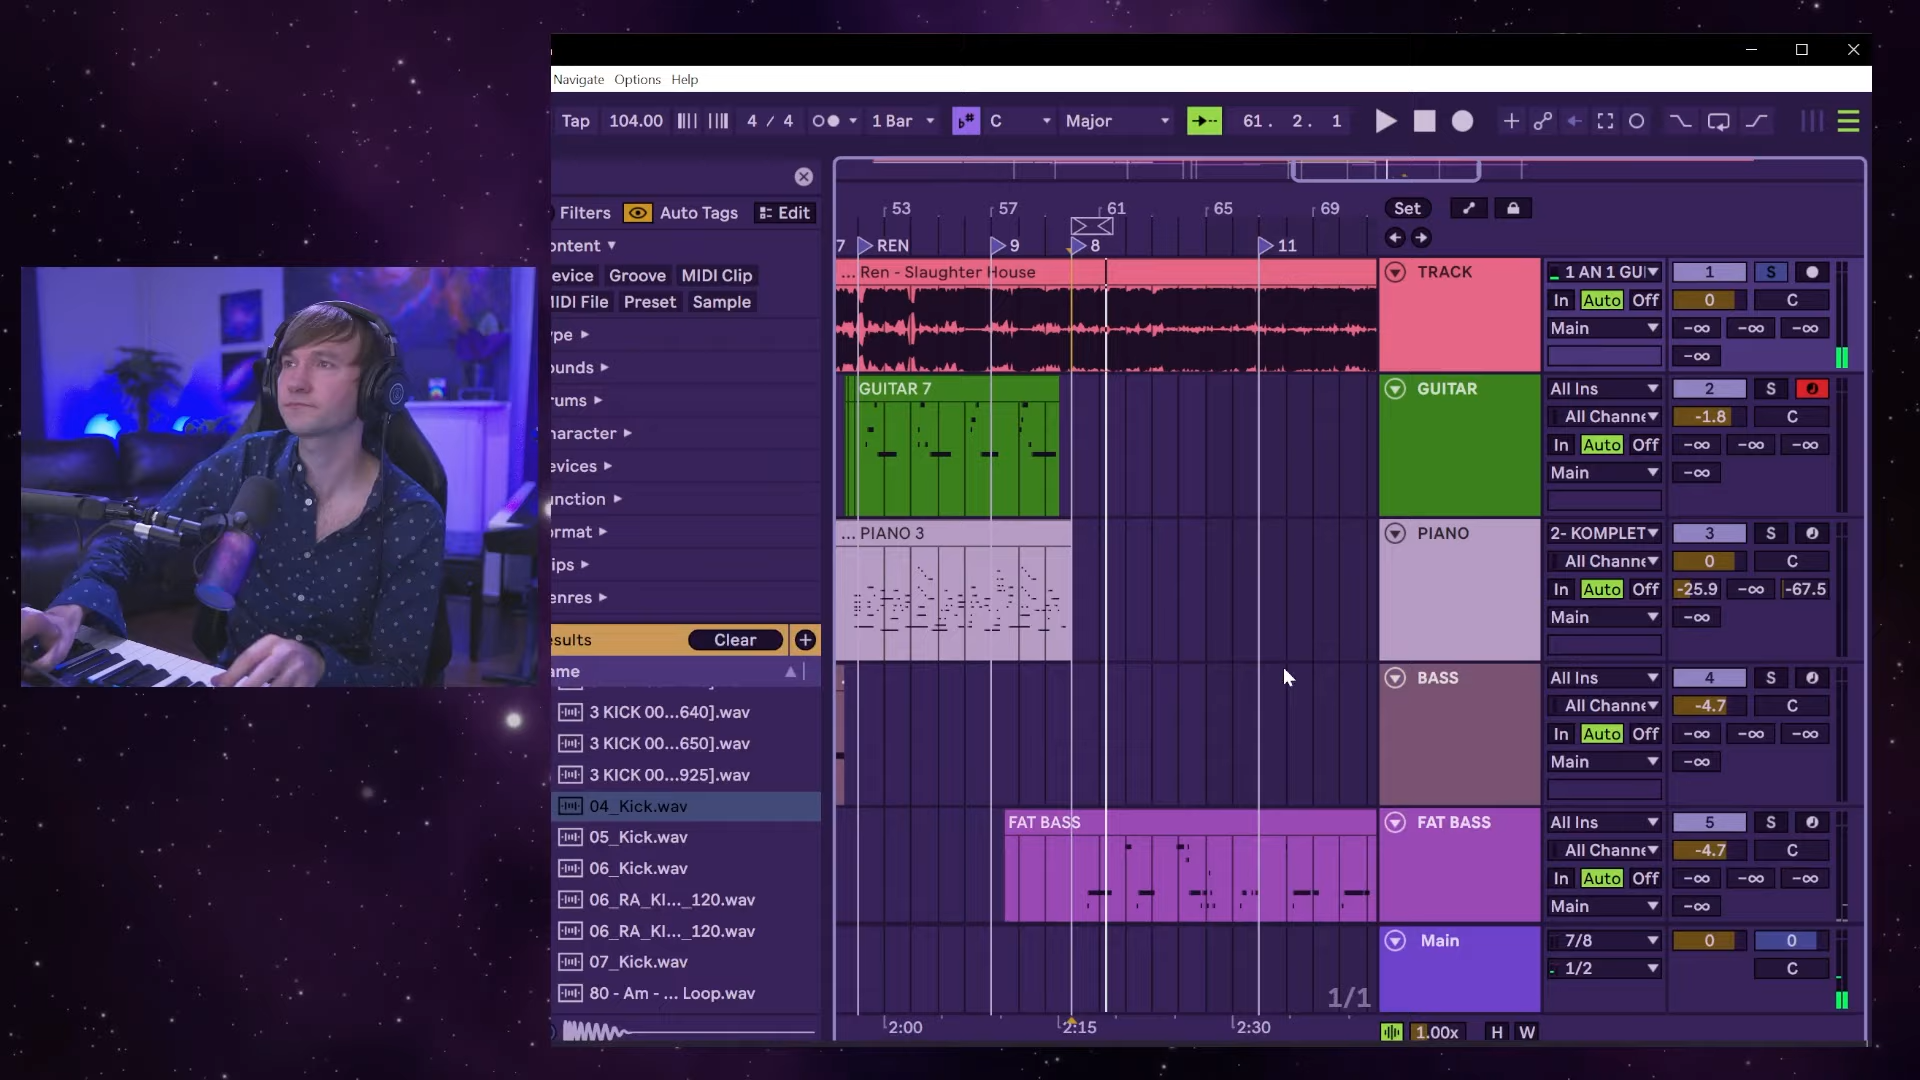 Navigate Options Help
Tap 104.00 4 / 4 1 Bar C Major 61. 2. 1
Filters Auto Tags Edit
53 57 61 65 69 Set
7 REN 9 8 11
ontent
evice Groove MIDI Clip
MIDI File Preset Sample
ype
ounds
rums
haracter
evices
unction
ormat
ips
enres
esults Clear
ame
3 KICK 00...640].wav
3 KICK 00...650].wav
3 KICK 00...925].wav
04_Kick.wav
05_Kick.wav
06_Kick.wav
06_RA_KI..._120.wav
06_RA_KI..._120.wav
07_Kick.wav
80 - Am - ... Loop.wav
... Ren - Slaughter House
GUITAR 7
... PIANO 3
FAT BASS
1/1
2:00 2:15 2:30
TRACK 1 AN 1 GUI 1 S
In Auto Off 0 C
Main -∞ -∞ -∞
-∞
GUITAR All Ins 2 S
All Channe -1.8 C
In Auto Off -∞ -∞ -∞
Main -∞
PIANO 2- KOMPLET 3 S
All Channe 0 C
In Auto Off -25.9 -∞ -67.5
Main -∞
BASS All Ins 4 S
All Channe -4.7 C
In Auto Off -∞ -∞ -∞
Main -∞
FAT BASS All Ins 5 S
All Channe -4.7 C
In Auto Off -∞ -∞ -∞
Main -∞
Main 7/8 0 0
1/2 C
1.00x H W